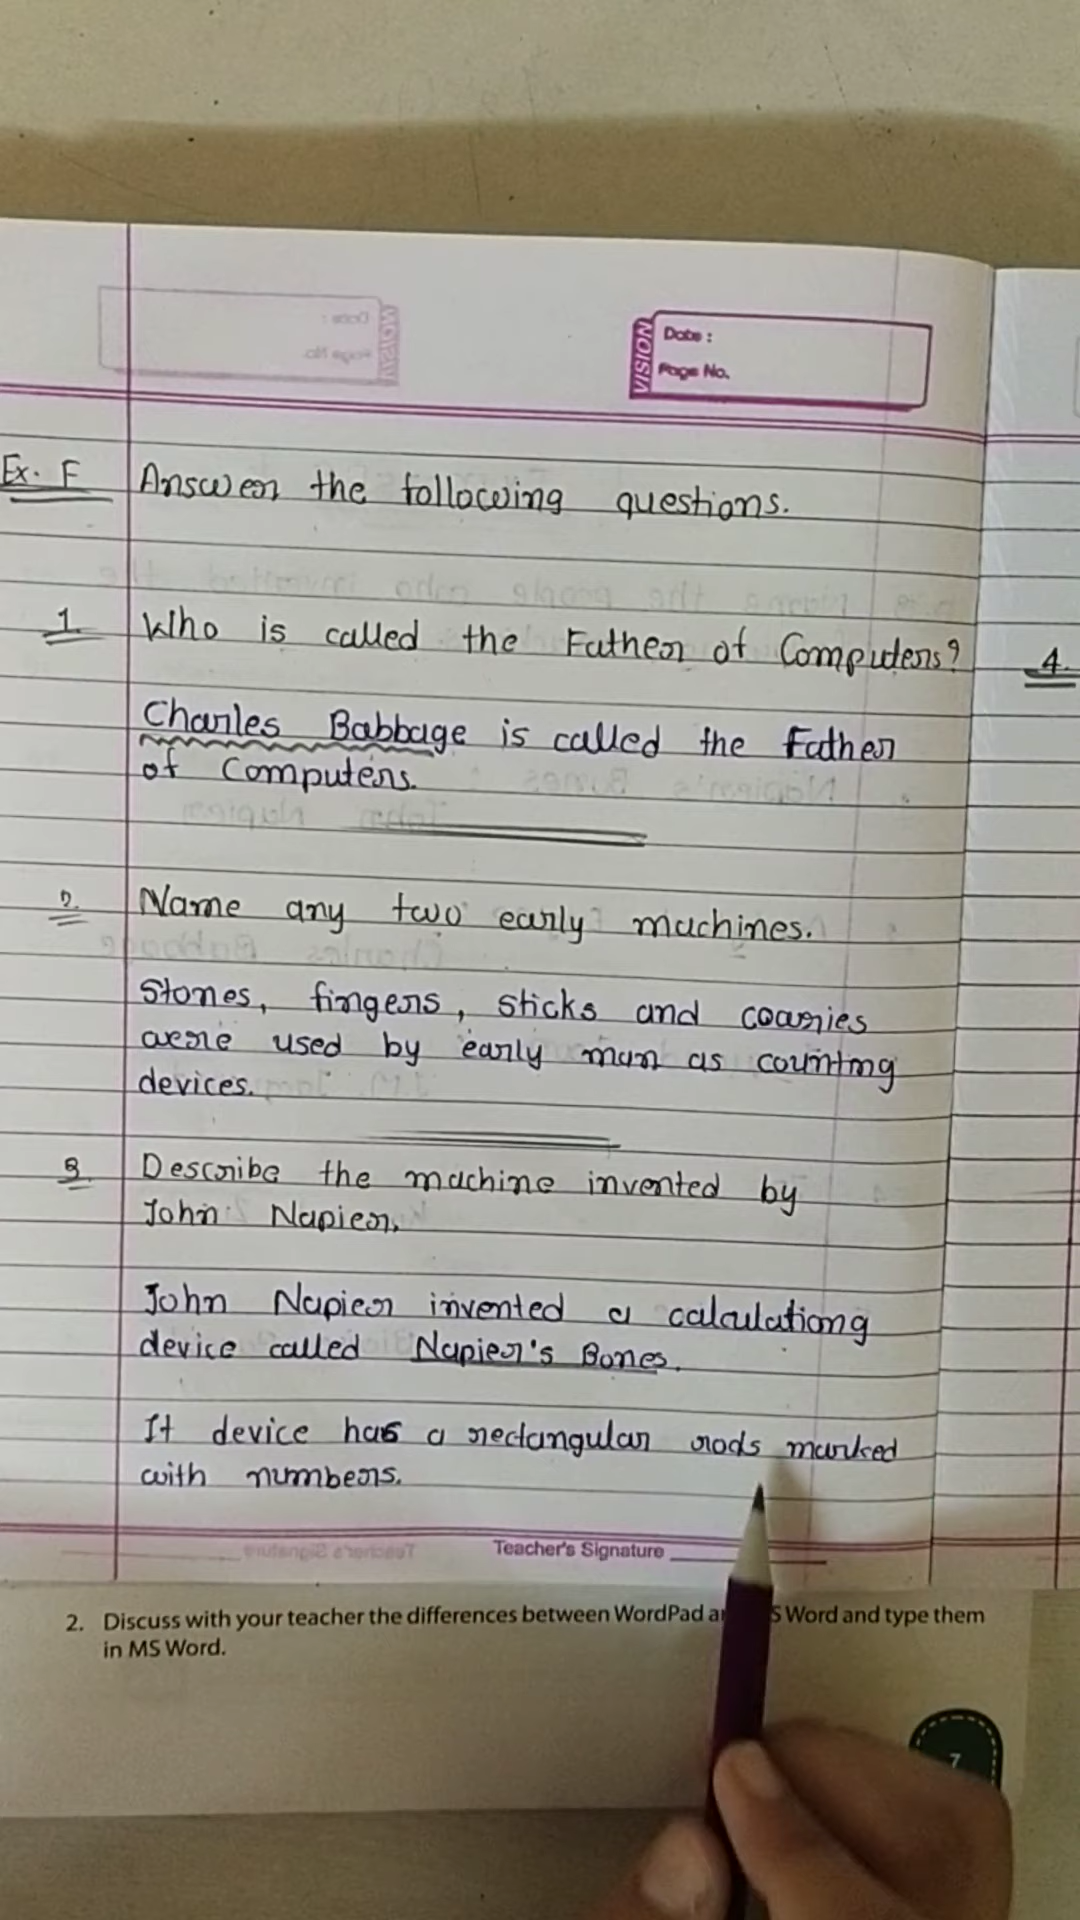 VISION
Date :
Page No.
Ex. F Answer the following questions.
1. Who is called the Father of Computers?
4.
Charles Babbage is called the Father
of Computers.
2. Name any two early machines.
Stones, fingers, sticks and cowries
were used by early man as counting
devices.
3. Describe the machine invented by
John Napier.
John Napier invented a calculationg
device called Napier's Bones.
It device has a rectangular rods marked
with numbers.
Teacher's Signature
2. Discuss with your teacher the differences between WordPad S Word and type them
in MS Word.
7